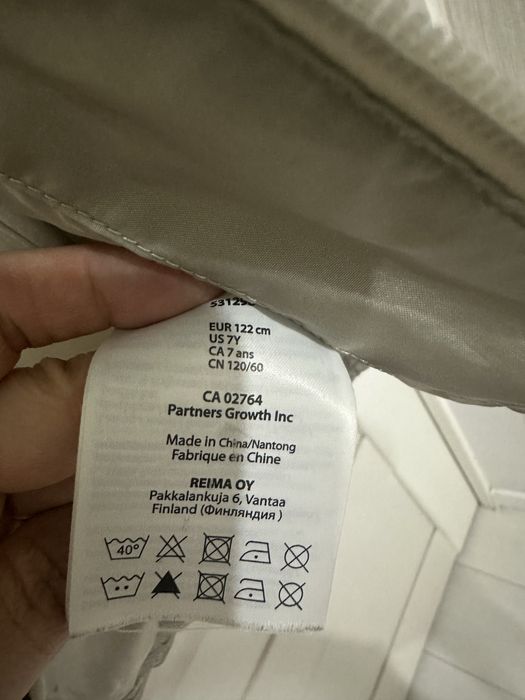 EUR 122 cm
US 7Y
CA 7 ans
CN 120/60
CA 02764
Partners Growth Inc
Made in China/Nantong
Fabrique en Chine
REIMA OY
Pakkalankuja 6, Vantaa
Finland (Финляндия )
40°